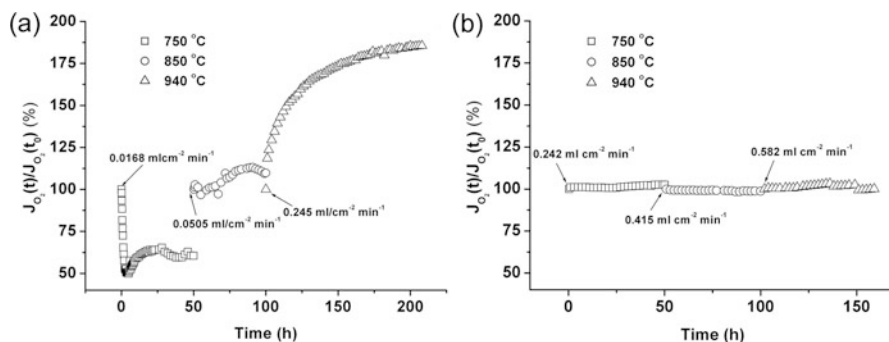 (a)
200
175
150
125
100
75
50
J_O2(t)/J_O2(t_0) (%)
□ 750 °C
○ 850 °C
△ 940 °C
0.0168 mlcm⁻² min⁻¹
0.0505 ml/cm⁻² min⁻¹
0.245 ml/cm⁻² min⁻¹
0 50 100 150 200
Time (h)
(b)
200
175
150
125
100
75
50
J_O2(t)/J_O2(t_0) (%)
□ 750 °C
○ 850 °C
△ 940 °C
0.242 ml cm⁻² min⁻¹
0.415 ml cm⁻² min⁻¹
0.582 ml cm⁻² min⁻¹
0 50 100 150
Time (h)